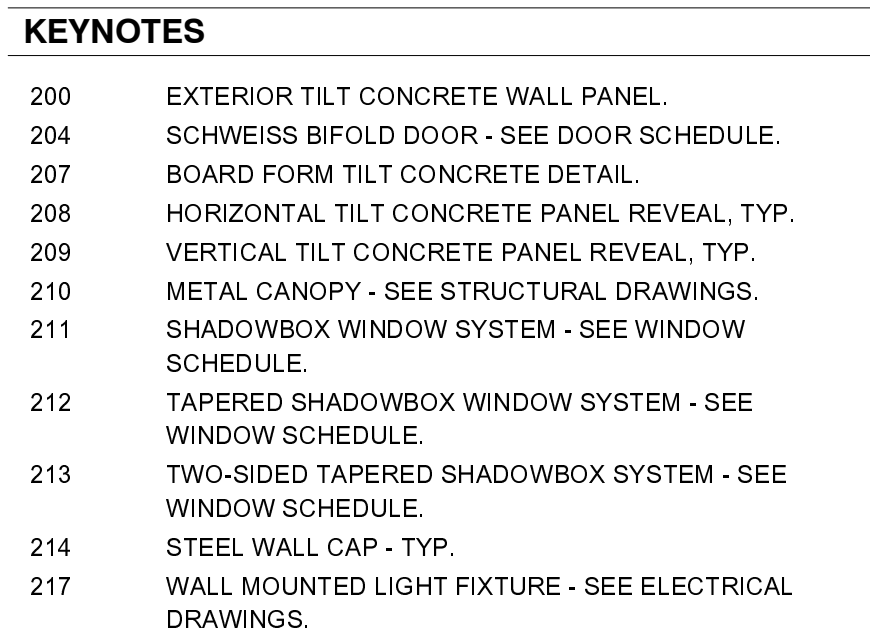 KEYNOTES
200 EXTERIOR TILT CONCRETE WALL PANEL.
204 SCHWEISS BIFOLD DOOR - SEE DOOR SCHEDULE.
207 BOARD FORM TILT CONCRETE DETAIL.
208 HORIZONTAL TILT CONCRETE PANEL REVEAL, TYP.
209 VERTICAL TILT CONCRETE PANEL REVEAL, TYP.
210 METAL CANOPY - SEE STRUCTURAL DRAWINGS.
211 SHADOWBOX WINDOW SYSTEM - SEE WINDOW
SCHEDULE.
212 TAPERED SHADOWBOX WINDOW SYSTEM - SEE
WINDOW SCHEDULE.
213 TWO-SIDED TAPERED SHADOWBOX SYSTEM - SEE
WINDOW SCHEDULE.
214 STEEL WALL CAP - TYP.
217 WALL MOUNTED LIGHT FIXTURE - SEE ELECTRICAL
DRAWINGS.